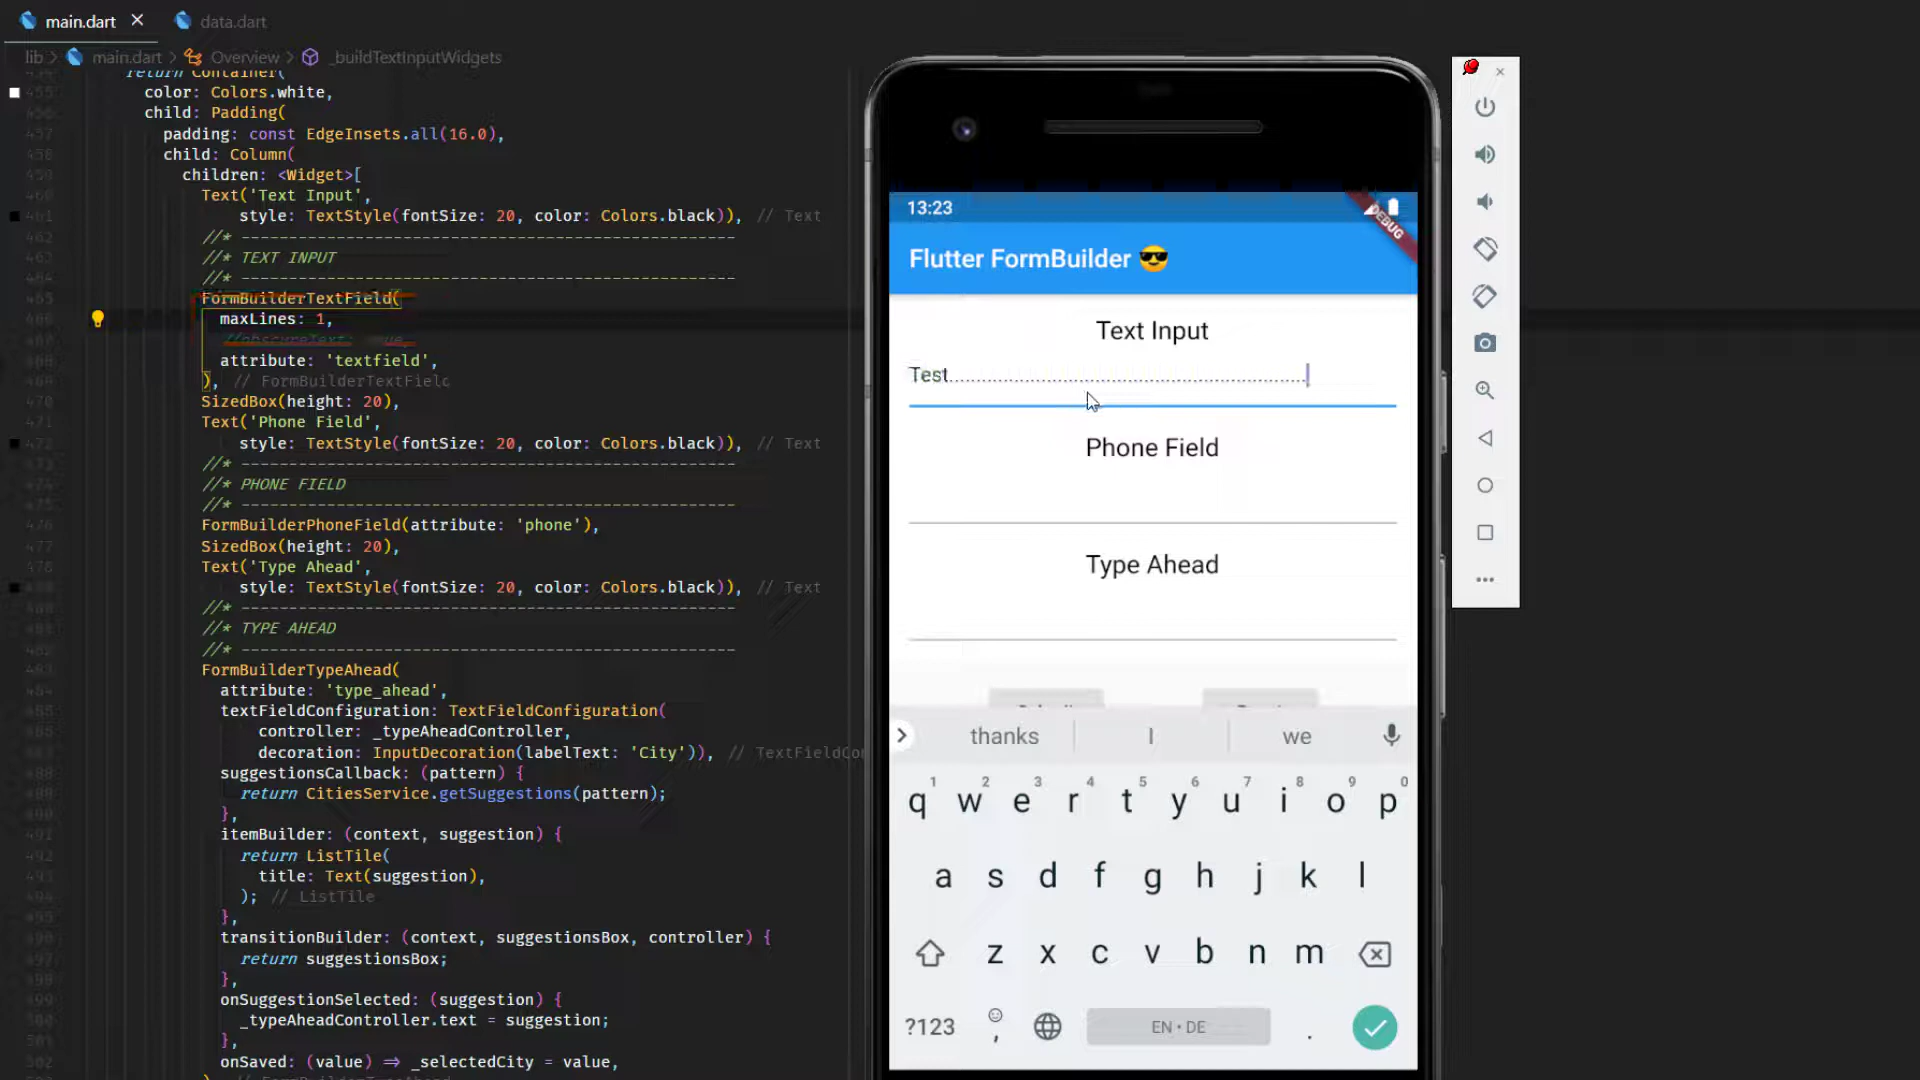 main.dart
data.dart
lib > main.dart > Overview > _buildTextInputWidgets
return Container(
color: Colors.white,
child: Padding(
padding: const EdgeInsets.all(16.0),
child: Column(
children: <Widget>[
Text('Text Input',
style: TextStyle(fontSize: 20, color: Colors.black)), // Text
//* ----------------------------------------------------
//* TEXT INPUT
//* ----------------------------------------------------
FormBuilderTextField(
maxLines: 1,
attribute: 'textfield',
), // FormBuilderTextField
SizedBox(height: 20),
Text('Phone Field',
style: TextStyle(fontSize: 20, color: Colors.black)), // Text
//* ----------------------------------------------------
//* PHONE FIELD
//* ----------------------------------------------------
FormBuilderPhoneField(attribute: 'phone'),
SizedBox(height: 20),
Text('Type Ahead',
style: TextStyle(fontSize: 20, color: Colors.black)), // Text
//* ----------------------------------------------------
//* TYPE AHEAD
//* ----------------------------------------------------
FormBuilderTypeAhead(
attribute: 'type_ahead',
textFieldConfiguration: TextFieldConfiguration(
controller: _typeAheadController,
decoration: InputDecoration(labelText: 'City')), // TextFieldCon
suggestionsCallback: (pattern) {
return CitiesService.getSuggestions(pattern);
},
itemBuilder: (context, suggestion) {
return ListTile(
title: Text(suggestion),
); // ListTile
},
transitionBuilder: (context, suggestionsBox, controller) {
return suggestionsBox;
},
onSuggestionSelected: (suggestion) {
_typeAheadController.text = suggestion;
},
onSaved: (value) => _selectedCity = value,
13:23
DEBUG
Flutter FormBuilder 😎
Text Input
Test............................................................
Phone Field
Type Ahead
thanks I we
1 2 3 4 5 6 7 8 9 0
q w e r t y u i o p
a s d f g h j k l
z x c v b n m
?123 , EN • DE .